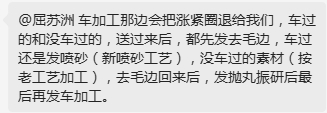 @屈苏洲 车加工那边会把涨紧圈退给我们，车过
的和没车过的，送过来后，都先发去毛边，车过
还是发喷砂（新喷砂工艺），没车过的素材（按
老工艺加工），去毛边回来后，发抛丸振研后最
后再发车加工。